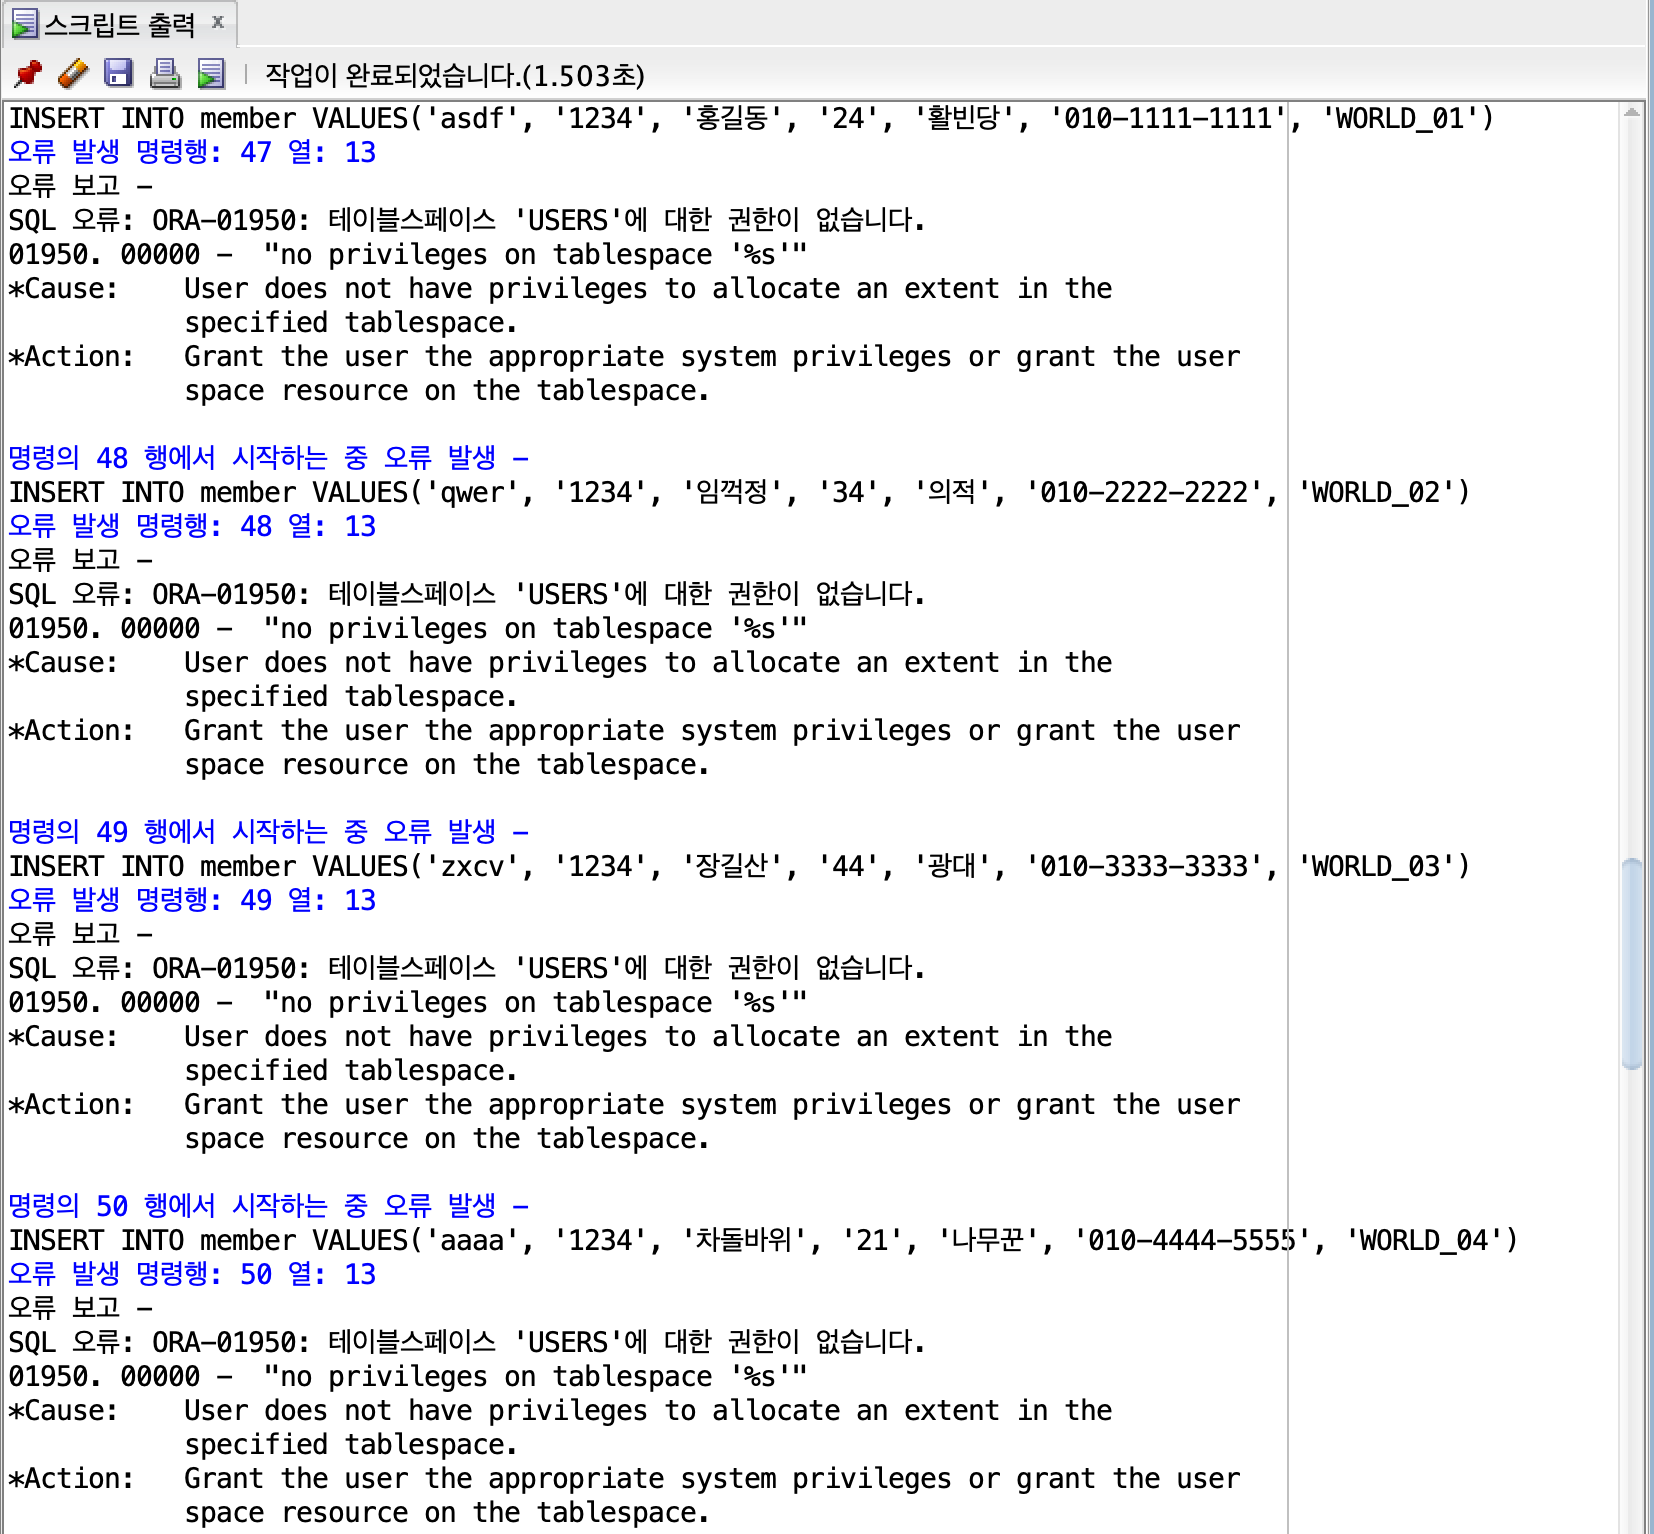 스크립트 출력 x
작업이 완료되었습니다.(1.503초)
INSERT INTO member VALUES('asdf', '1234', '홍길동', '24', '활빈당', '010-1111-1111', 'WORLD_01')
오류 발생 명령행: 47 열: 13
오류 보고 -
SQL 오류: ORA-01950: 테이블스페이스 'USERS'에 대한 권한이 없습니다.
01950. 00000 -  "no privileges on tablespace '%s'"
*Cause:    User does not have privileges to allocate an extent in the
           specified tablespace.
*Action:   Grant the user the appropriate system privileges or grant the user
           space resource on the tablespace.

명령의 48 행에서 시작하는 중 오류 발생 -
INSERT INTO member VALUES('qwer', '1234', '임꺽정', '34', '의적', '010-2222-2222', 'WORLD_02')
오류 발생 명령행: 48 열: 13
오류 보고 -
SQL 오류: ORA-01950: 테이블스페이스 'USERS'에 대한 권한이 없습니다.
01950. 00000 -  "no privileges on tablespace '%s'"
*Cause:    User does not have privileges to allocate an extent in the
           specified tablespace.
*Action:   Grant the user the appropriate system privileges or grant the user
           space resource on the tablespace.

명령의 49 행에서 시작하는 중 오류 발생 -
INSERT INTO member VALUES('zxcv', '1234', '장길산', '44', '광대', '010-3333-3333', 'WORLD_03')
오류 발생 명령행: 49 열: 13
오류 보고 -
SQL 오류: ORA-01950: 테이블스페이스 'USERS'에 대한 권한이 없습니다.
01950. 00000 -  "no privileges on tablespace '%s'"
*Cause:    User does not have privileges to allocate an extent in the
           specified tablespace.
*Action:   Grant the user the appropriate system privileges or grant the user
           space resource on the tablespace.

명령의 50 행에서 시작하는 중 오류 발생 -
INSERT INTO member VALUES('aaaa', '1234', '차돌바위', '21', '나무꾼', '010-4444-5555', 'WORLD_04')
오류 발생 명령행: 50 열: 13
오류 보고 -
SQL 오류: ORA-01950: 테이블스페이스 'USERS'에 대한 권한이 없습니다.
01950. 00000 -  "no privileges on tablespace '%s'"
*Cause:    User does not have privileges to allocate an extent in the
           specified tablespace.
*Action:   Grant the user the appropriate system privileges or grant the user
           space resource on the tablespace.